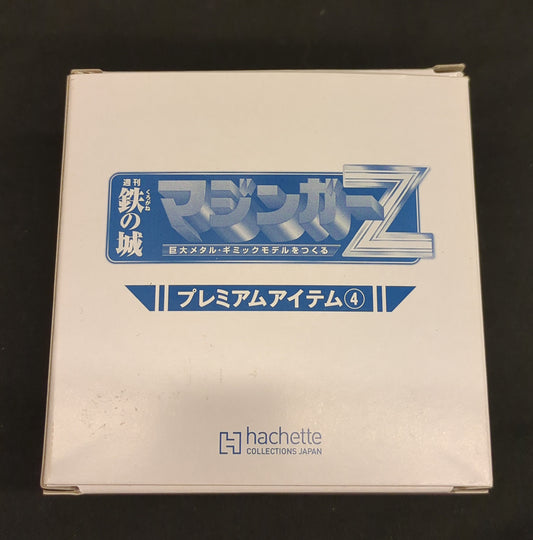 週刊
鉄の城
くろがね
マジンガーZ
巨大メタル・ギミックモデルをつくる
プレミアムアイテム④
hachette
COLLECTIONS JAPAN